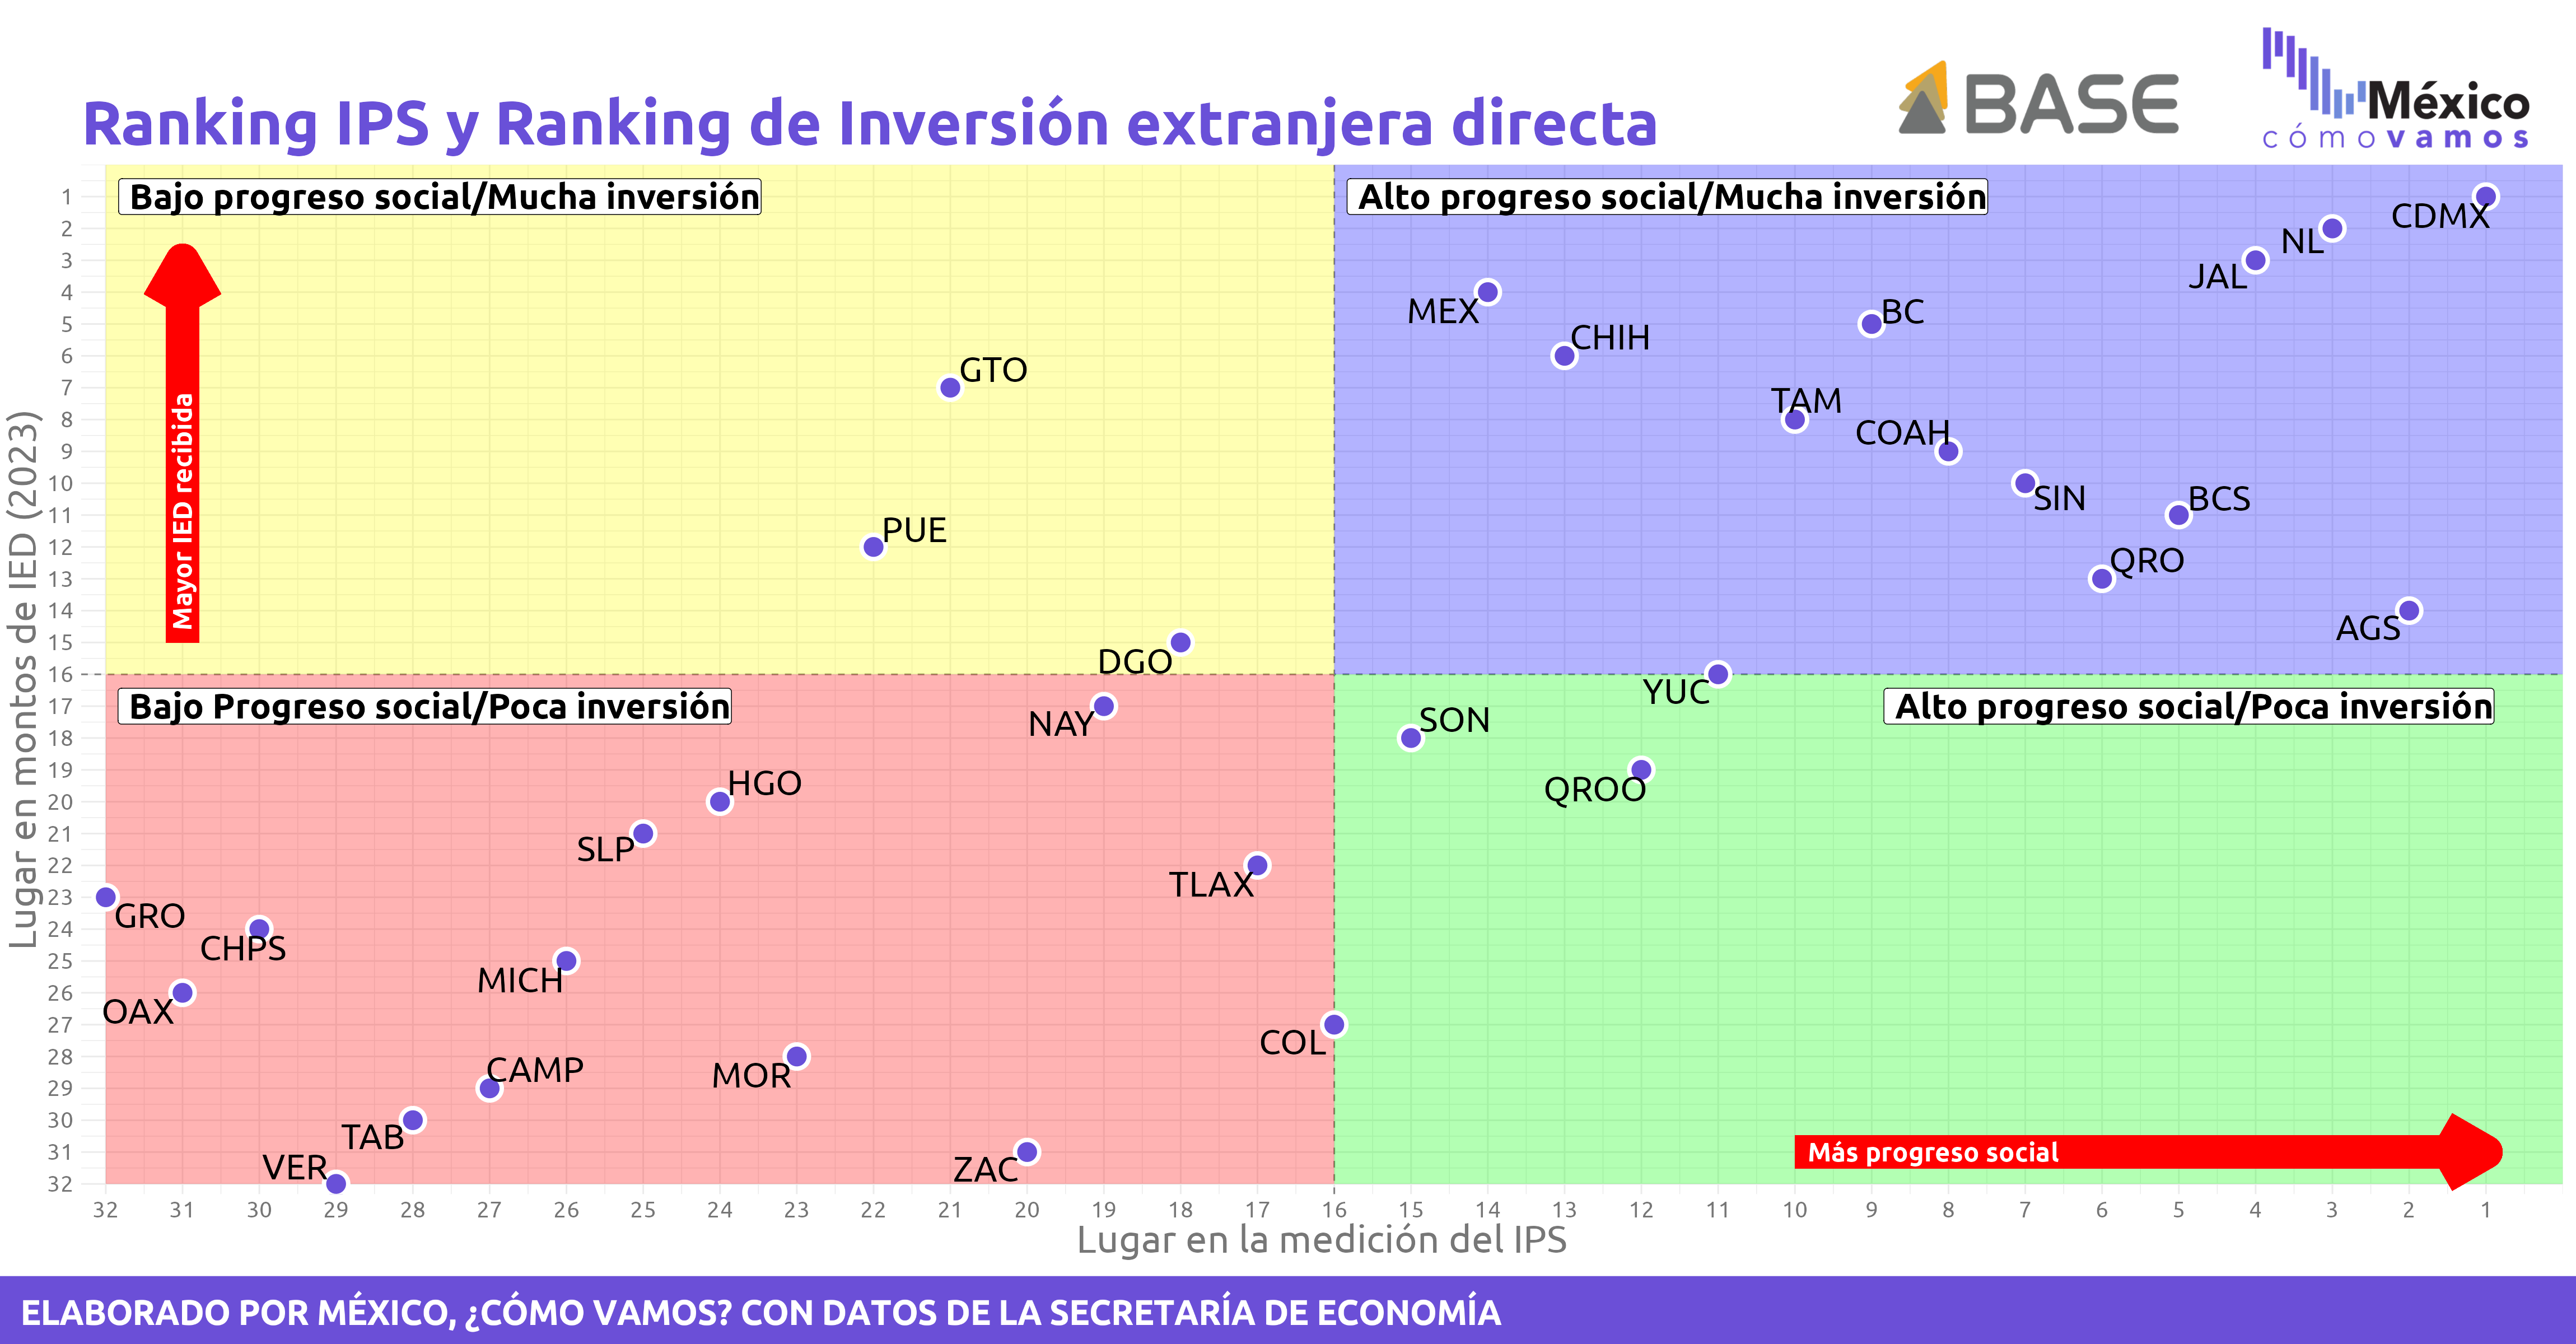 BASE
México
cómovamos
Ranking IPS y Ranking de Inversión extranjera directa
Bajo progreso social/Mucha inversión
Alto progreso social/Mucha inversión
CDMX
NL
JAL
MEX
BC
CHIH
GTO
TAM
COAH
SIN
BCS
PUE
QRO
AGS
DGO
Mayor IED recibida
Bajo Progreso social/Poca inversión
Alto progreso social/Poca inversión
YUC
NAY
SON
HGO
QROO
SLP
TLAX
GRO
CHPS
MICH
OAX
COL
CAMP
MOR
TAB
VER
ZAC
Más progreso social
Lugar en montos de IED (2023)
1
2
3
4
5
6
7
8
9
10
11
12
13
14
15
16
17
18
19
20
21
22
23
24
25
26
27
28
29
30
31
32
32 31 30 29 28 27 26 25 24 23 22 21 20 19 18 17 16 15 14 13 12 11 10 9 8 7 6 5 4 3 2 1
Lugar en la medición del IPS
ELABORADO POR MÉXICO, ¿CÓMO VAMOS? CON DATOS DE LA SECRETARÍA DE ECONOMÍA